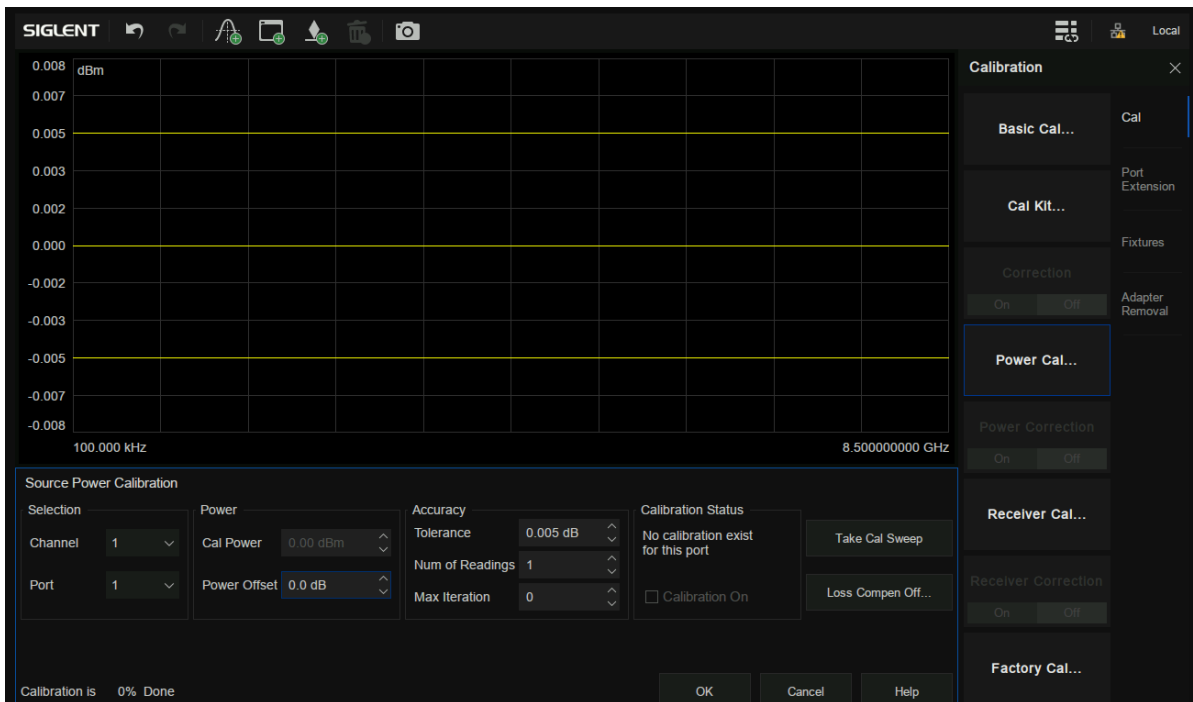 SIGLENT
Local
0.008
dBm
0.007
0.005
0.003
0.002
0.000
-0.002
-0.003
-0.005
-0.007
-0.008
100.000 kHz
8.500000000 GHz
Source Power Calibration
Selection
Channel
1
Port
1
Power
Cal Power
0.00 dBm
Power Offset
0.0 dB
Accuracy
Tolerance
0.005 dB
Num of Readings
1
Max Iteration
0
Calibration Status
No calibration exist
for this port
Calibration On
Take Cal Sweep
Loss Compen Off...
Calibration is 0% Done
OK
Cancel
Help
Calibration
Basic Cal...
Cal Kit...
Correction
On
Off
Power Cal...
Power Correction
On
Off
Receiver Cal...
Receiver Correction
On
Off
Factory Cal...
Cal
Port
Extension
Fixtures
Adapter
Removal